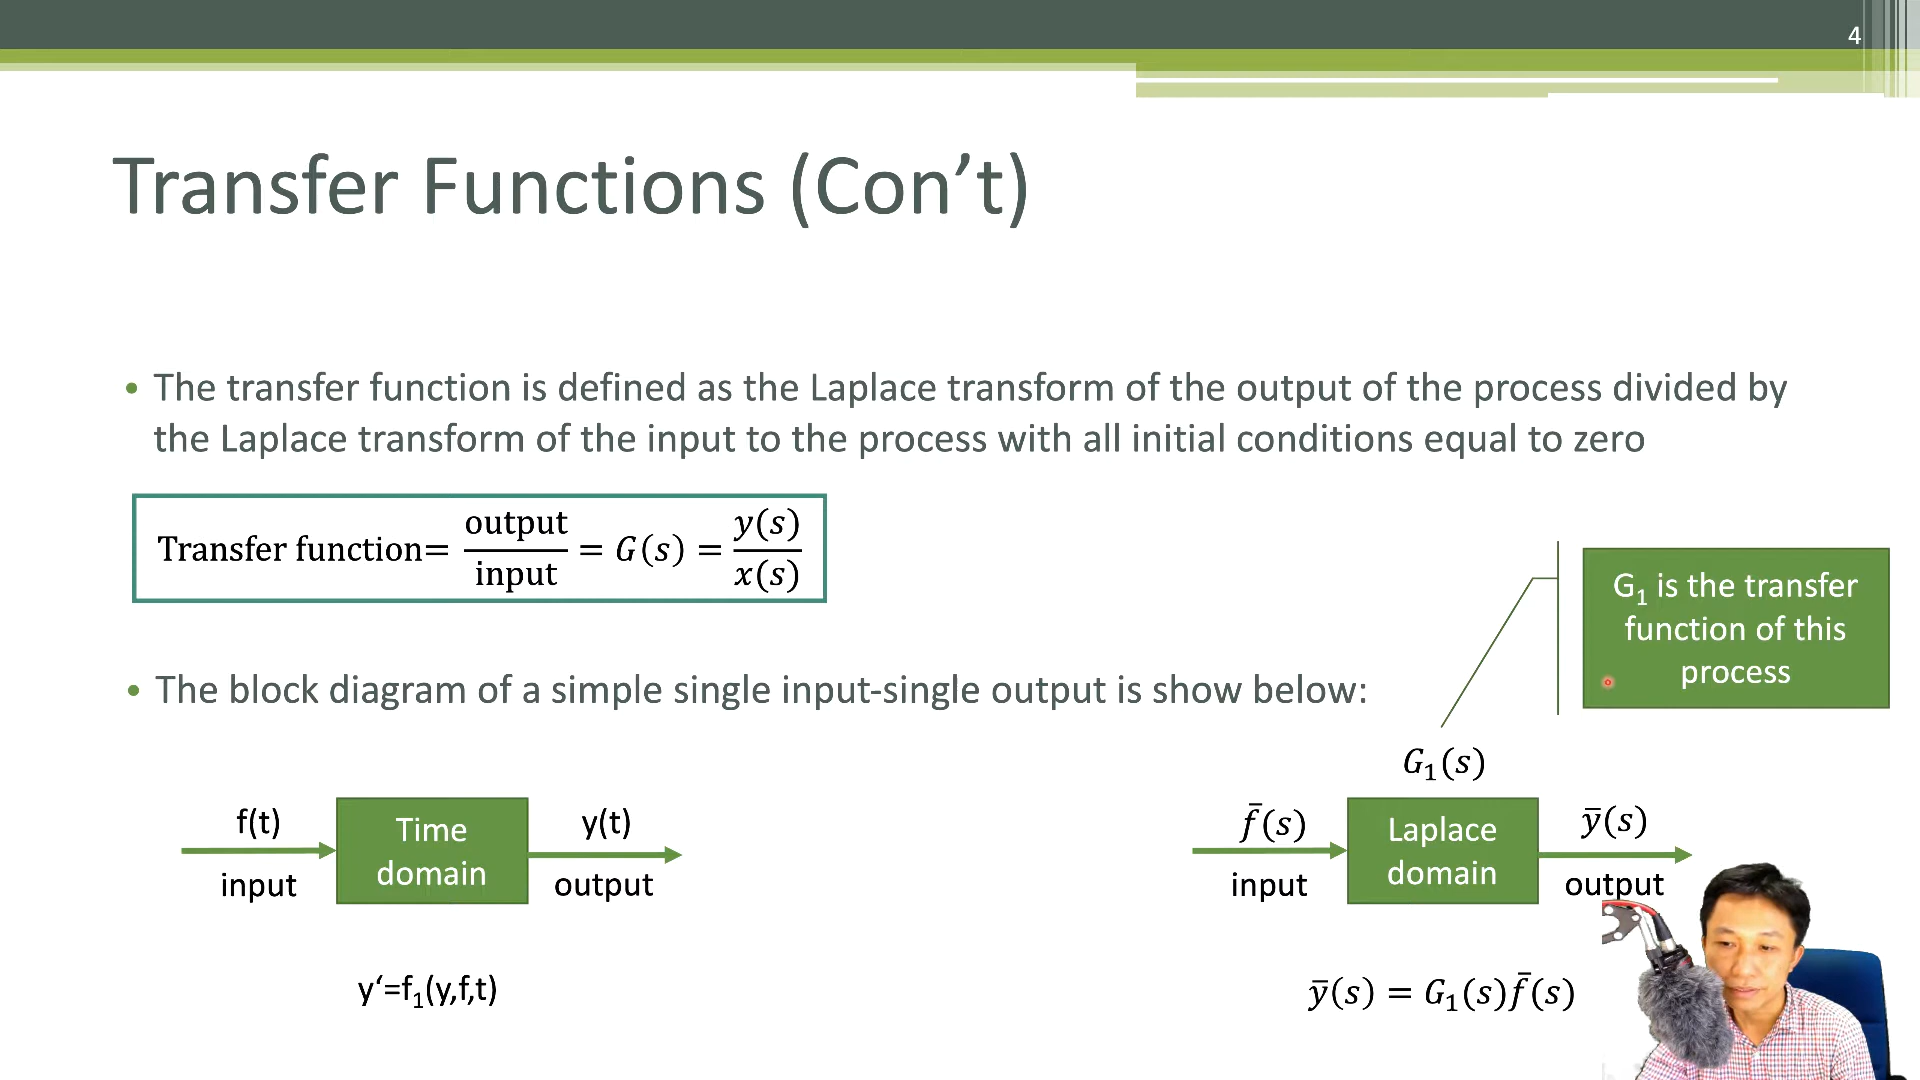 4
Transfer Functions (Con’t)
• The transfer function is defined as the Laplace transform of the output of the process divided by
the Laplace transform of the input to the process with all initial conditions equal to zero
Transfer function= output/input = G(s) = y(s)/x(s)
G₁ is the transfer
function of this
process
• The block diagram of a simple single input-single output is show below:
G₁(s)
f(t)
input
Time
domain
y(t)
output
f̄(s)
input
Laplace
domain
ȳ(s)
output
y‘=f₁(y,f,t)
ȳ(s) = G₁(s)f̄(s)